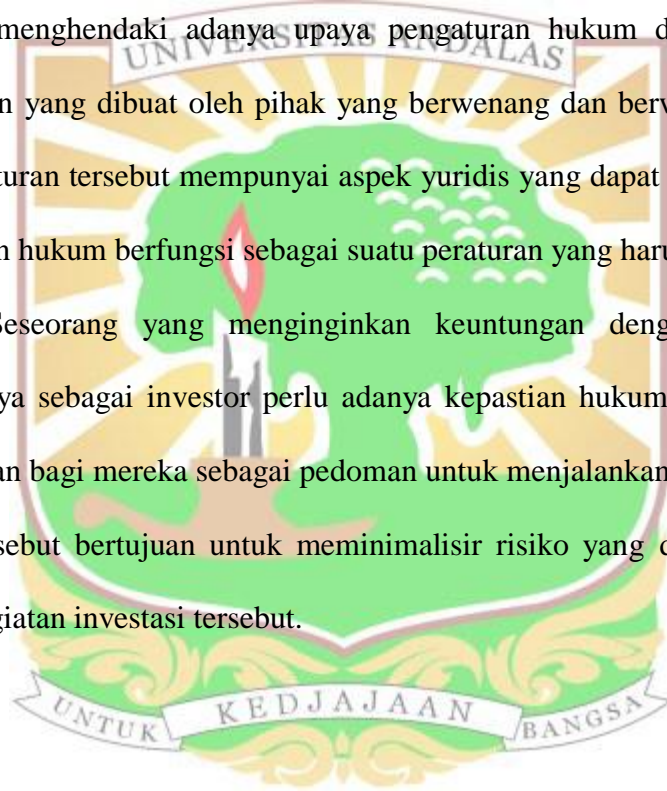 menghendaki adanya upaya pengaturan hukum d
UNIVERSITAS ANDALAS
n yang dibuat oleh pihak yang berwenang dan berw
turan tersebut mempunyai aspek yuridis yang dapat
n hukum berfungsi sebagai suatu peraturan yang haru
Seseorang yang menginginkan keuntungan deng
ya sebagai investor perlu adanya kepastian hukum
an bagi mereka sebagai pedoman untuk menjalankan
sebut bertujuan untuk meminimalisir risiko yang d
giatan investasi tersebut.
UNTUK KEDJAJAAN BANGSA